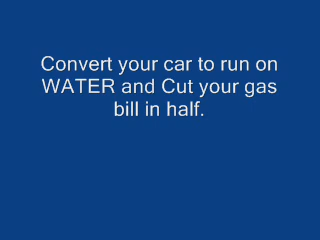 Convert your car to run on
WATER and Cut your gas
bill in half.